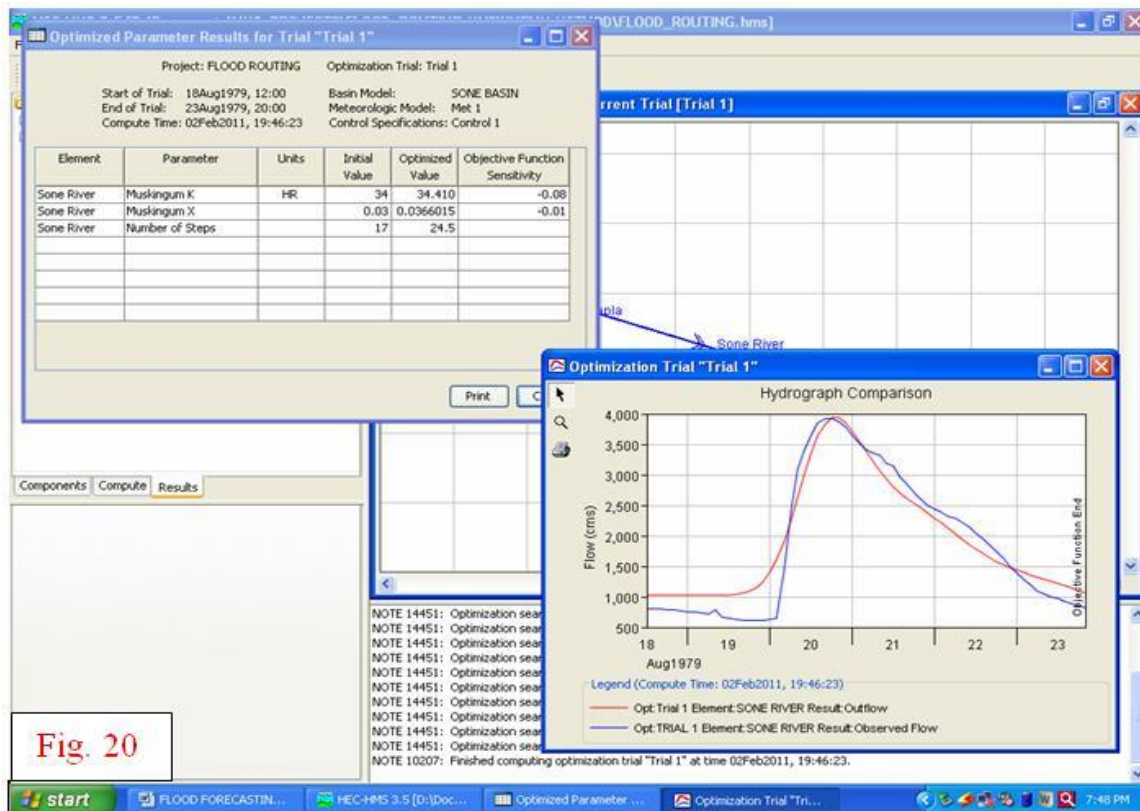 \FLOOD_ROUTING.hms]
Optimized Parameter Results for Trial "Trial 1"
Project: FLOOD ROUTING Optimization Trial: Trial 1
Start of Trial: 18Aug1979, 12:00 Basin Model: SONE BASIN
End of Trial: 23Aug1979, 20:00 Meteorologic Model: Met 1
Compute Time: 02Feb2011, 19:46:23 Control Specifications: Control 1
Element Parameter Units Initial Value Optimized Value Objective Function Sensitivity
Sone River Muskingum K HR 34 34.410 -0.08
Sone River Muskingum X 0.03 0.0366015 -0.01
Sone River Number of Steps 17 24.5
Print C
rrent Trial [Trial 1]
pla
Sone River
Components Compute Results
Optimization Trial "Trial 1"
Hydrograph Comparison
Flow (cms)
4,000
3,500
3,000
2,500
2,000
1,500
1,000
500
Objective Function End
18 19 20 21 22 23
Aug1979
Legend (Compute Time: 02Feb2011, 19:46:23)
Opt:Trial 1 Element:SONE RIVER Result:Outflow
Opt:TRIAL 1 Element:SONE RIVER Result:Observed Flow
NOTE 14451: Optimization sear
NOTE 14451: Optimization sear
NOTE 14451: Optimization sear
NOTE 14451: Optimization sear
NOTE 14451: Optimization sear
NOTE 14451: Optimization sear
NOTE 14451: Optimization sear
NOTE 14451: Optimization sear
NOTE 14451: Optimization sear
NOTE 14451: Optimization sear
NOTE 10207: Finished computing optimization trial "Trial 1" at time 02Feb2011, 19:46:23.
Fig. 20
start FLOOD FORECASTIN... HEC-HMS 3.5 [D:\Doc... Optimized Parameter ... Optimization Trial "Tri... 7:48 PM